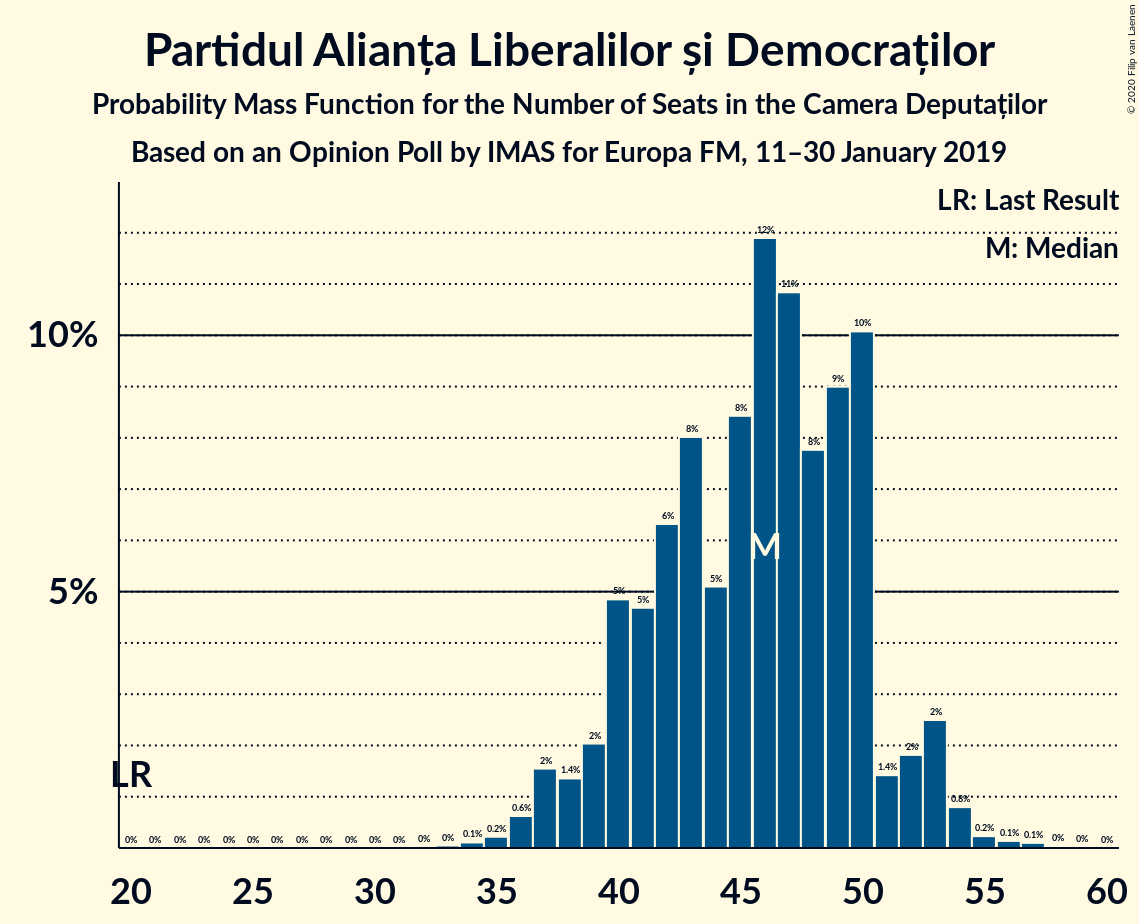 Partidul Alianța Liberalilor și Democraților
Probability Mass Function for the Number of Seats in the Camera Deputaților
Based on an Opinion Poll by IMAS for Europa FM, 11–30 January 2019
© 2020 Filip van Laenen
LR: Last Result
M: Median
10%
5%
LR
M
0% 0% 0% 0% 0% 0% 0% 0% 0% 0% 0% 0% 0% 0% 0.1% 0.2% 0.6% 2% 1.4% 2% 5% 5% 6% 8% 5% 8% 12% 11% 8% 9% 10% 1.4% 2% 2% 0.8% 0.2% 0.1% 0.1% 0% 0% 0%
20 25 30 35 40 45 50 55 60